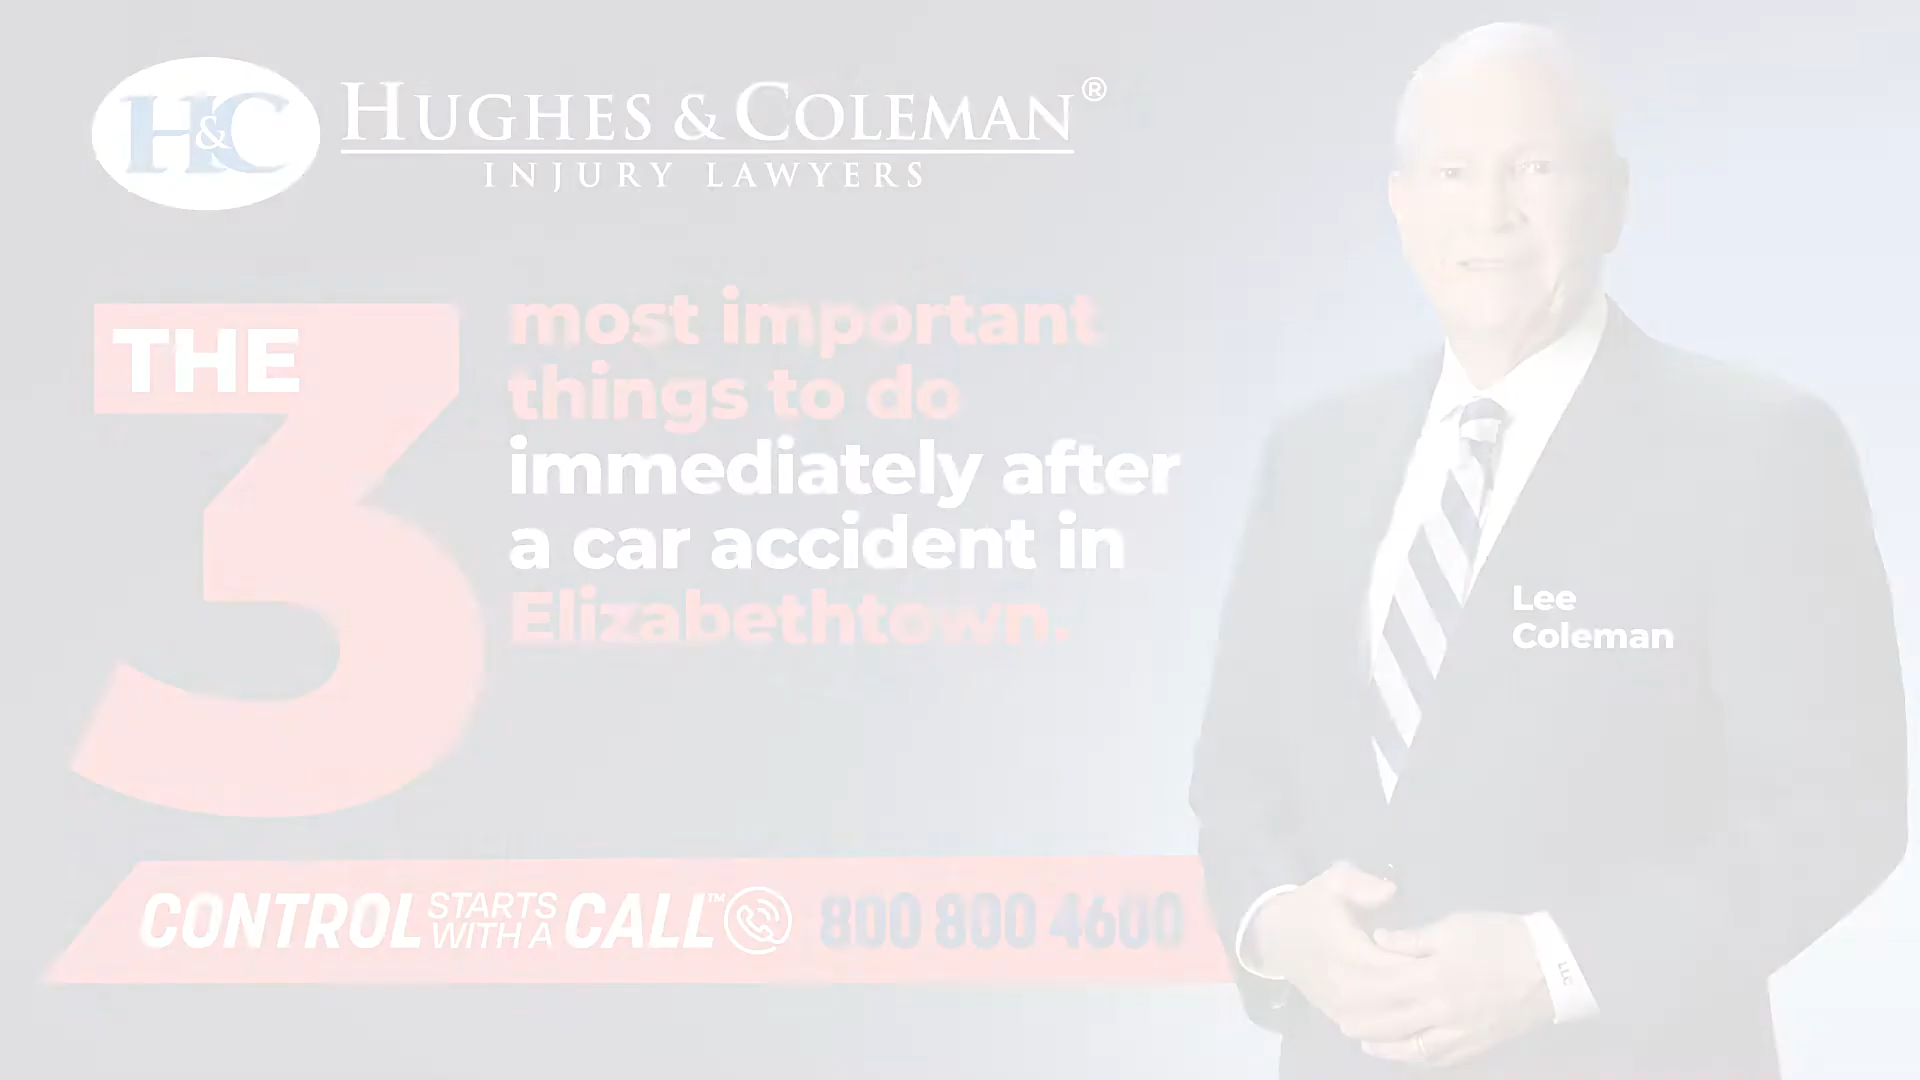 H&C
HUGHES & COLEMAN®
INJURY LAWYERS
THE
3
most important
things to do
immediately after
a car accident in
Elizabethtown.
Lee
Coleman
CONTROL STARTS WITH A CALL™
800 800 4600
LLC